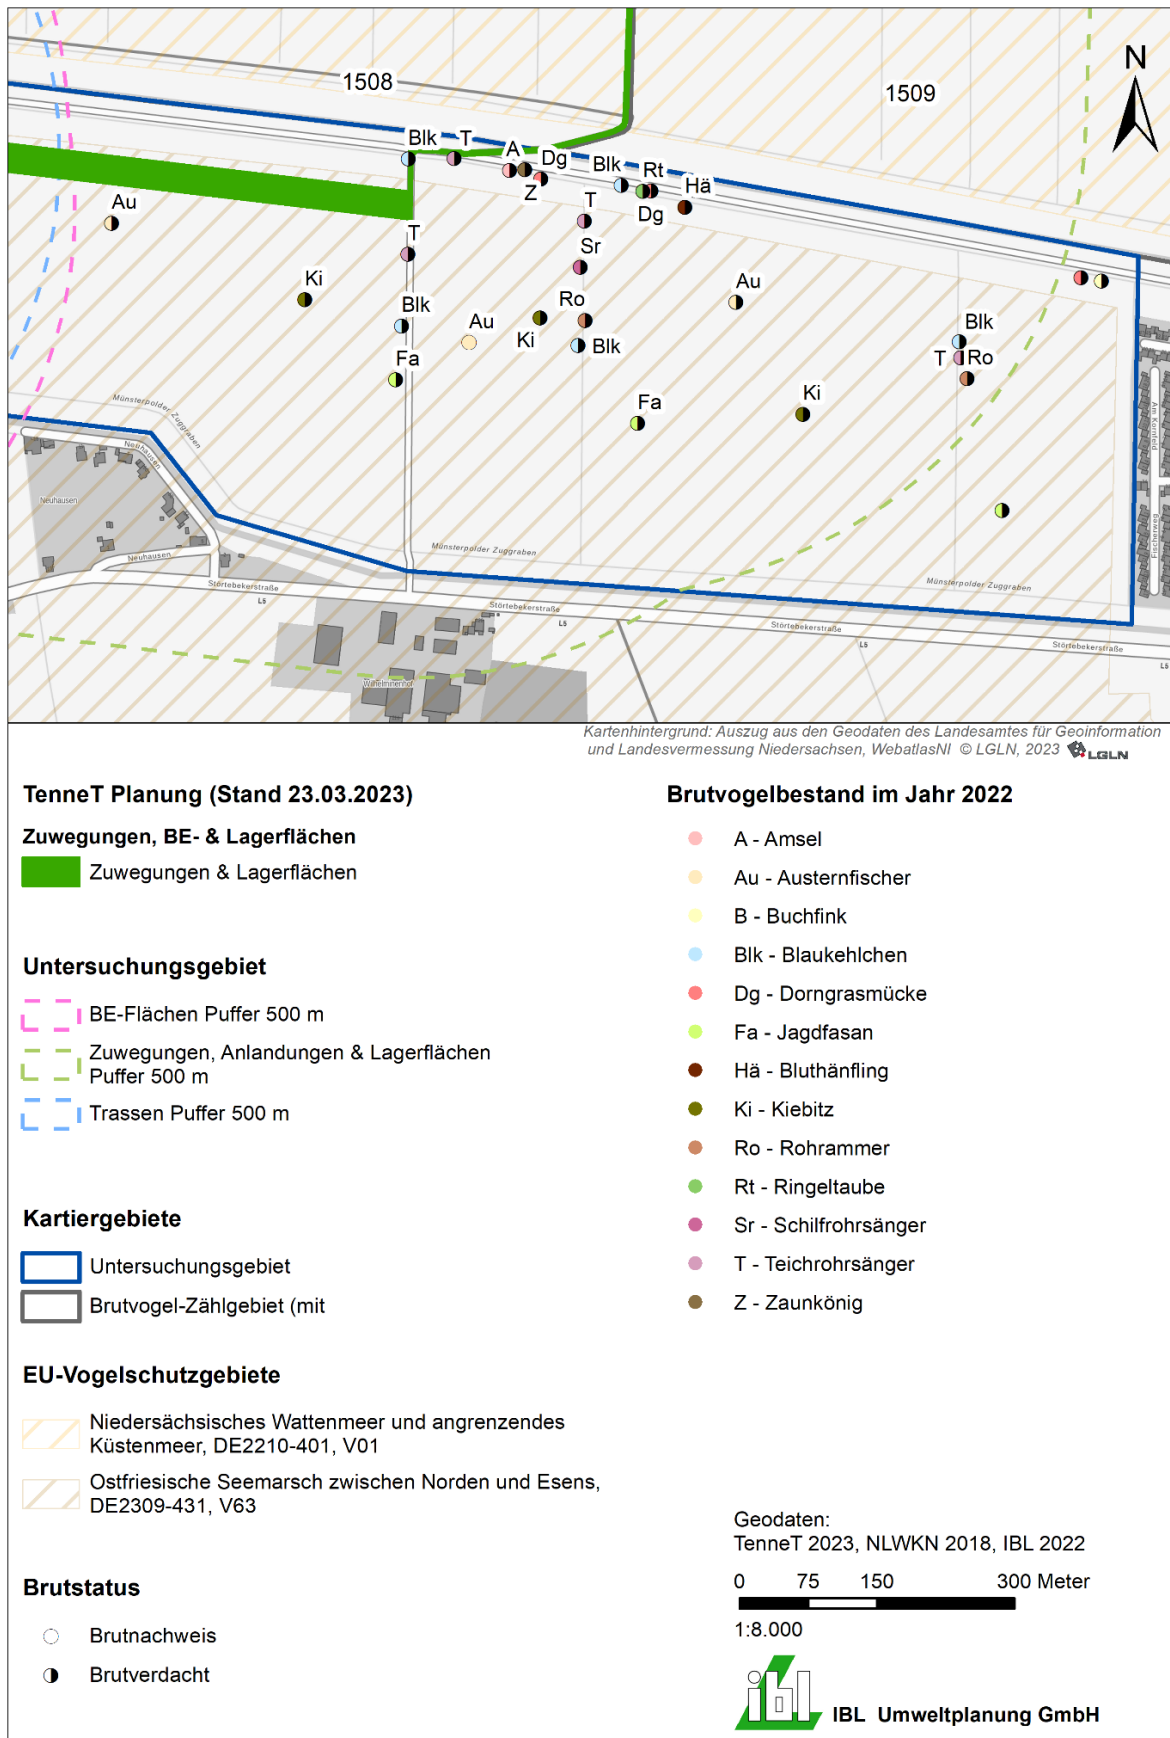 N
1508
1509
Blk
T
A
Dg
Z
Blk
Rt
Dg
Hä
Au
T
T
Sr
Ki
Blk
Au
Ro
Ki
Blk
Au
Fa
Fa
Ki
Blk
T
Ro
Münsterpolder Zuggraben
Neuhausen
Neuhausen
Neuhausen
Münsterpolder Zuggraben
Münsterpolder Zuggraben
Am Kornfeld
Fischerweg
Störtebekerstraße
L5
Störtebekerstraße
L5
Störtebekerstraße
L5
Störtebekerstraße
L5
Wilhelminenhof
Kartenhintergrund: Auszug aus den Geodaten des Landesamtes für Geoinformation
und Landesvermessung Niedersachsen, WebatlasNI © LGLN, 2023 LGLN
TenneT Planung (Stand 23.03.2023)
Zuwegungen, BE- & Lagerflächen
Zuwegungen & Lagerflächen
Untersuchungsgebiet
BE-Flächen Puffer 500 m
Zuwegungen, Anlandungen & Lagerflächen
Puffer 500 m
Trassen Puffer 500 m
Kartiergebiete
Untersuchungsgebiet
Brutvogel-Zählgebiet (mit
EU-Vogelschutzgebiete
Niedersächsisches Wattenmeer und angrenzendes
Küstenmeer, DE2210-401, V01
Ostfriesische Seemarsch zwischen Norden und Esens,
DE2309-431, V63
Brutstatus
Brutnachweis
Brutverdacht
Brutvogelbestand im Jahr 2022
A - Amsel
Au - Austernfischer
B - Buchfink
Blk - Blaukehlchen
Dg - Dorngrasmücke
Fa - Jagdfasan
Hä - Bluthänfling
Ki - Kiebitz
Ro - Rohrammer
Rt - Ringeltaube
Sr - Schilfrohrsänger
T - Teichrohrsänger
Z - Zaunkönig
Geodaten:
TenneT 2023, NLWKN 2018, IBL 2022
0 75 150 300 Meter
1:8.000
ibl IBL Umweltplanung GmbH